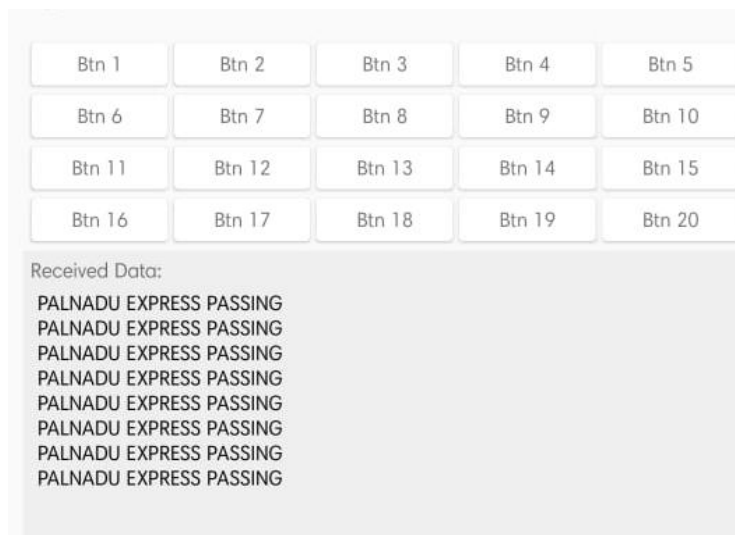 Btn 1 Btn 2 Btn 3 Btn 4 Btn 5
Btn 6 Btn 7 Btn 8 Btn 9 Btn 10
Btn 11 Btn 12 Btn 13 Btn 14 Btn 15
Btn 16 Btn 17 Btn 18 Btn 19 Btn 20
Received Data:
PALNADU EXPRESS PASSING
PALNADU EXPRESS PASSING
PALNADU EXPRESS PASSING
PALNADU EXPRESS PASSING
PALNADU EXPRESS PASSING
PALNADU EXPRESS PASSING
PALNADU EXPRESS PASSING
PALNADU EXPRESS PASSING